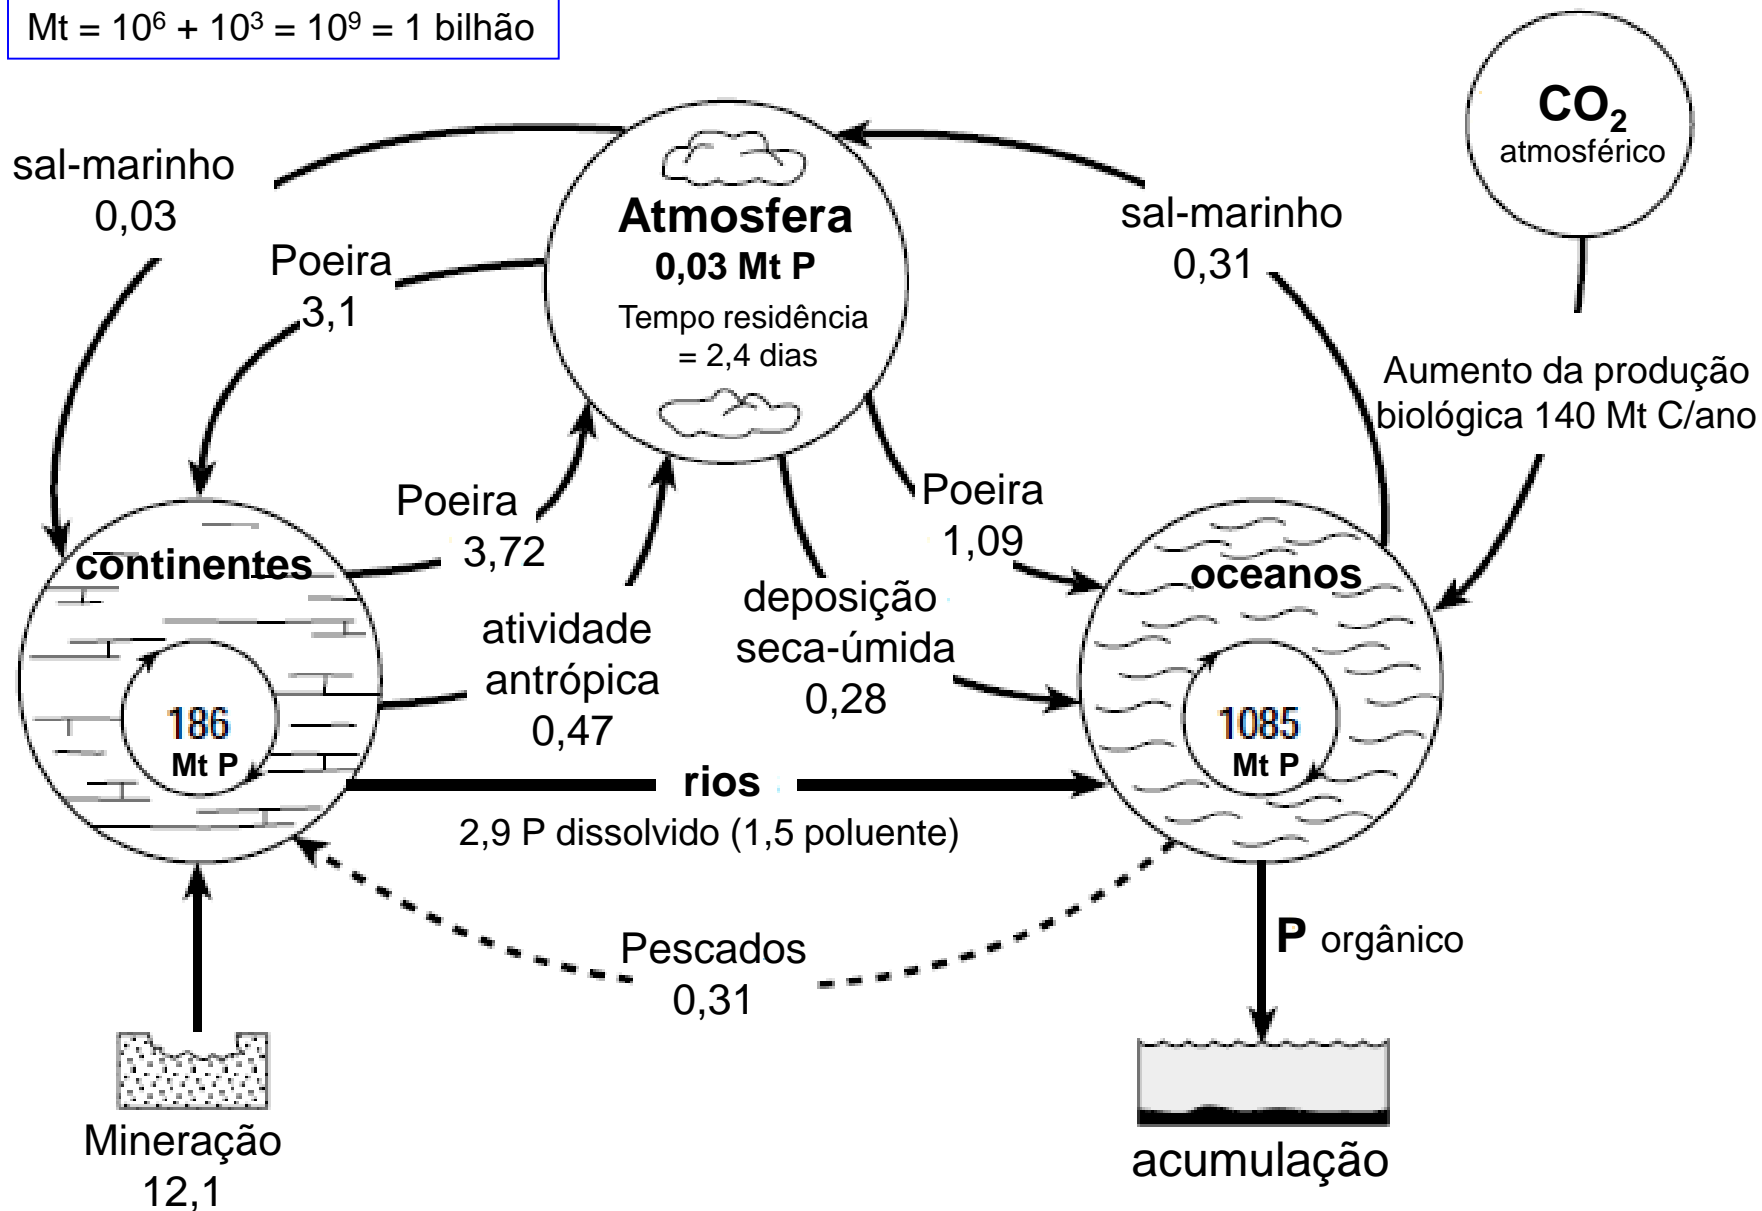 Mt = 10⁶ + 10³ = 10⁹ = 1 bilhão
CO₂
atmosférico
sal-marinho
0,03
Poeira
3,1
Atmosfera
0,03 Mt P
Tempo residência
= 2,4 dias
sal-marinho
0,31
Aumento da produção
biológica 140 Mt C/ano
Poeira
3,72
Poeira
1,09
continentes
186
Mt P
atividade
antrópica
0,47
deposição
seca-úmida
0,28
oceanos
1085
Mt P
rios
2,9 P dissolvido (1,5 poluente)
Pescados
0,31
P orgânico
Mineração
12,1
acumulação